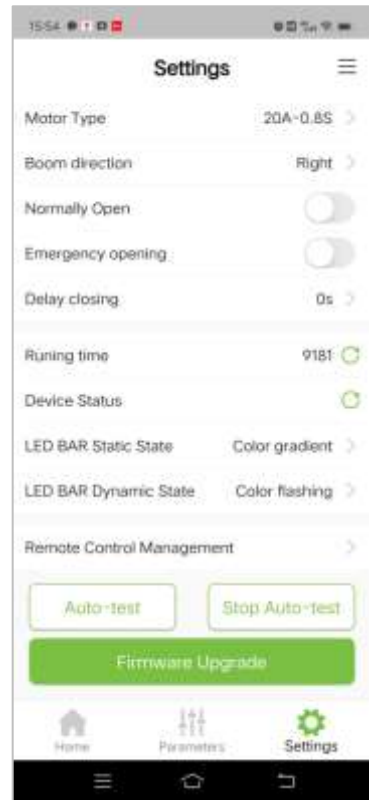 15:54
Settings
Motor Type 20A-0.8S
Boom direction Right
Normally Open
Emergency opening
Delay closing 0s
Runing time 9181
Device Status
LED BAR Static State Color gradient
LED BAR Dynamic State Color flashing
Remote Control Management
Auto-test Stop Auto-test
Firmware Upgrade
Home Parameters Settings